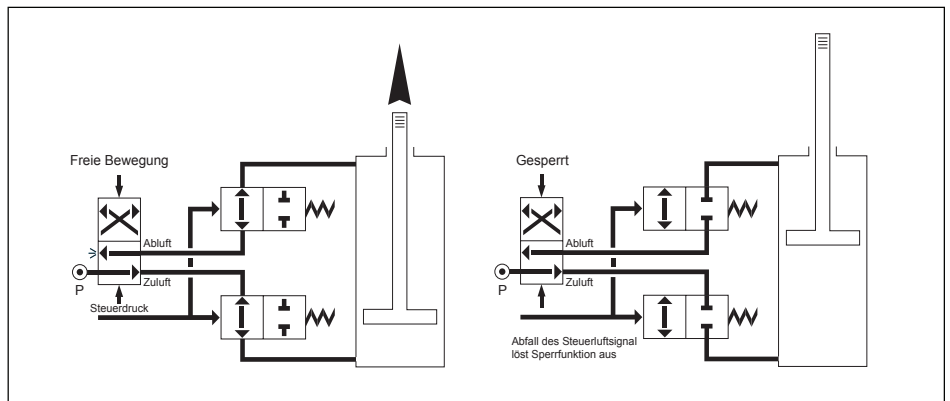 Freie Bewegung
Abluft
P
Zuluft
Steuerdruck
Gesperrt
Abluft
P
Zuluft
Abfall des Steuerluftsignal
löst Sperrfunktion aus